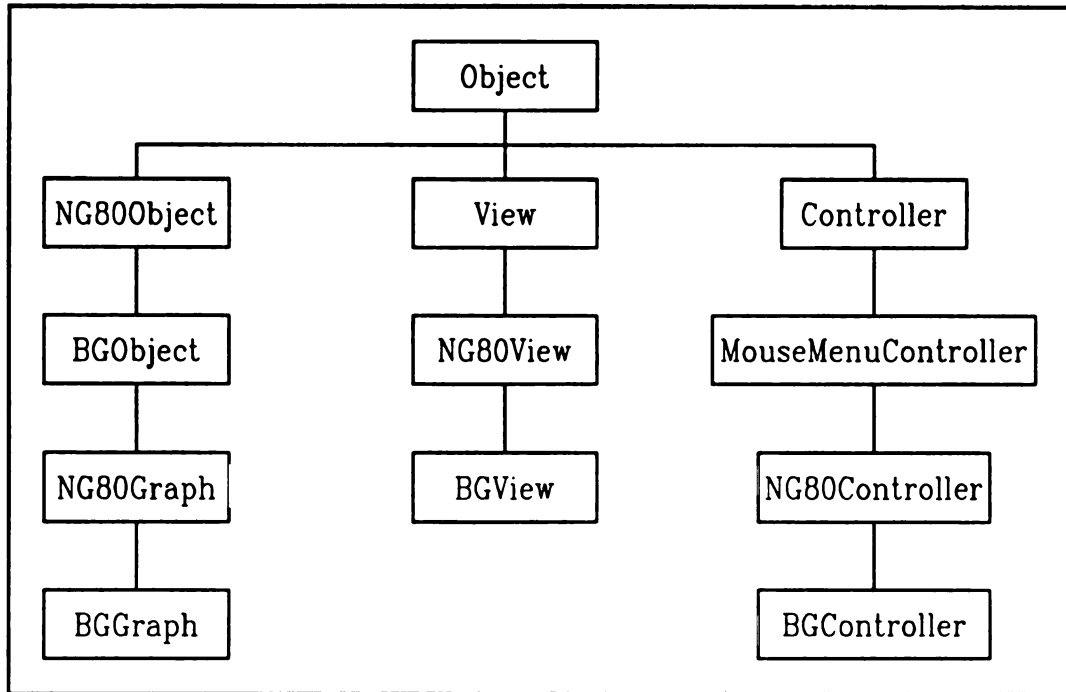 Object
NG80Object
View
Controller
BGObject
NG80View
MouseMenuController
NG80Graph
BGView
NG80Controller
BGGraph
BGController